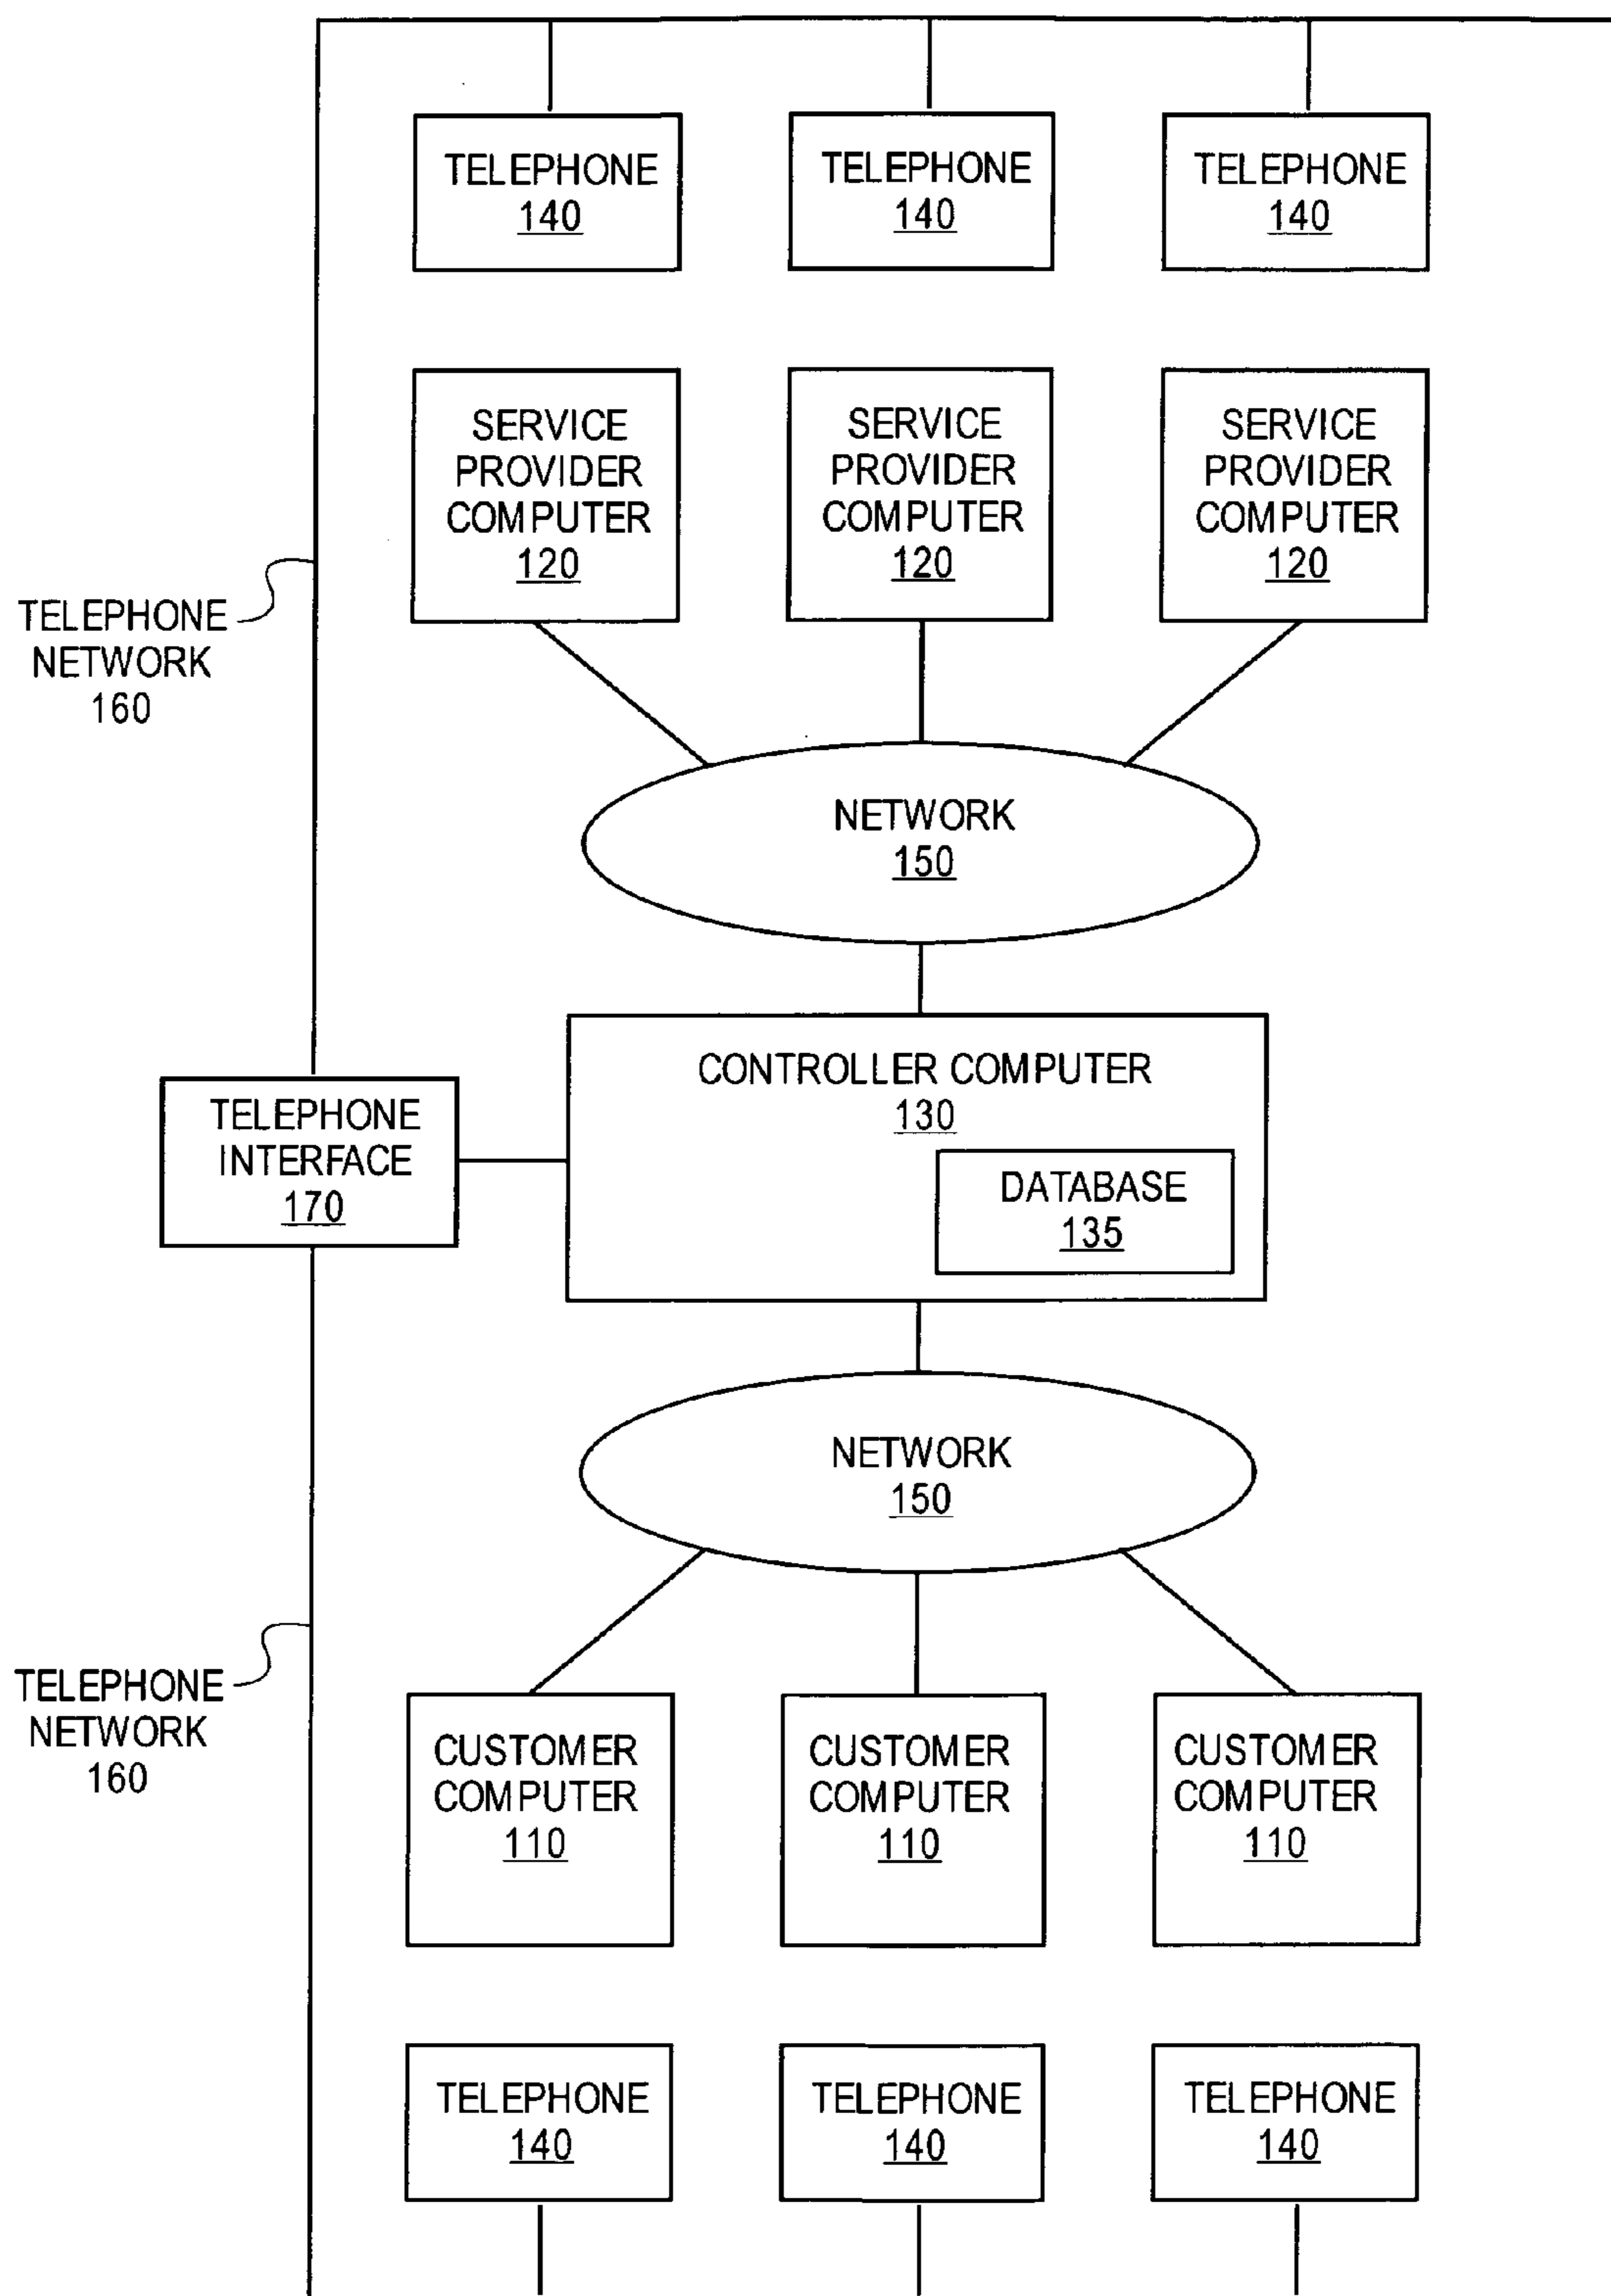 TELEPHONE
140
TELEPHONE
140
TELEPHONE
140
SERVICE
PROVIDER
COMPUTER
120
SERVICE
PROVIDER
COMPUTER
120
SERVICE
PROVIDER
COMPUTER
120
TELEPHONE
NETWORK
160
NETWORK
150
CONTROLLER COMPUTER
130
TELEPHONE
INTERFACE
170
DATABASE
135
NETWORK
150
TELEPHONE
NETWORK
160
CUSTOMER
COMPUTER
110
CUSTOMER
COMPUTER
110
CUSTOMER
COMPUTER
110
TELEPHONE
140
TELEPHONE
140
TELEPHONE
140